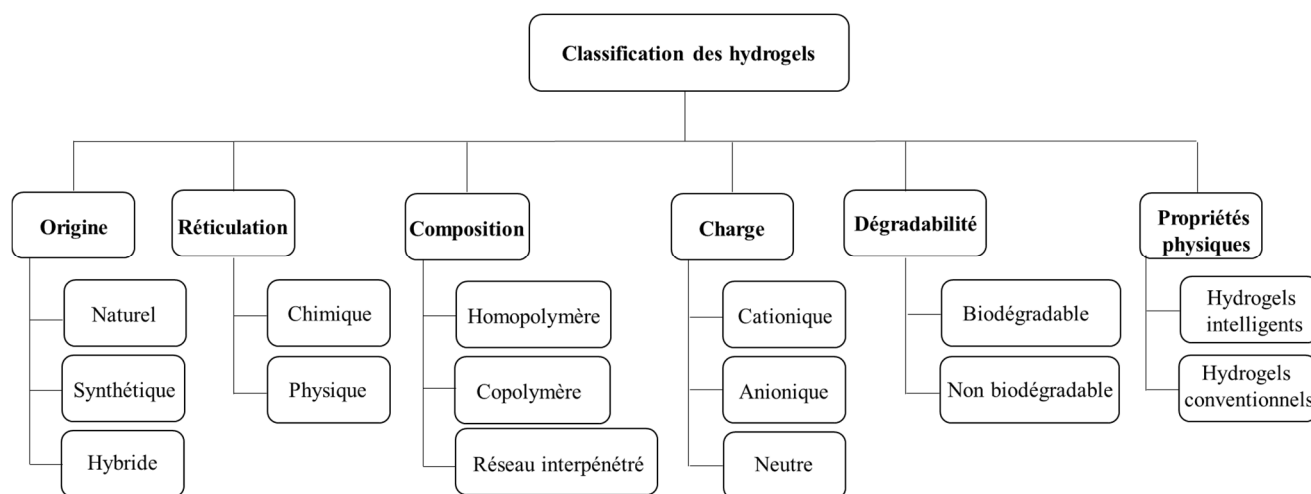 Classification des hydrogels
Origine
Naturel
Synthétique
Hybride
Réticulation
Chimique
Physique
Composition
Homopolymère
Copolymère
Réseau interpénétré
Charge
Cationique
Anionique
Neutre
Dégradabilité
Biodégradable
Non biodégradable
Propriétés
physiques
Hydrogels
intelligents
Hydrogels
conventionnels